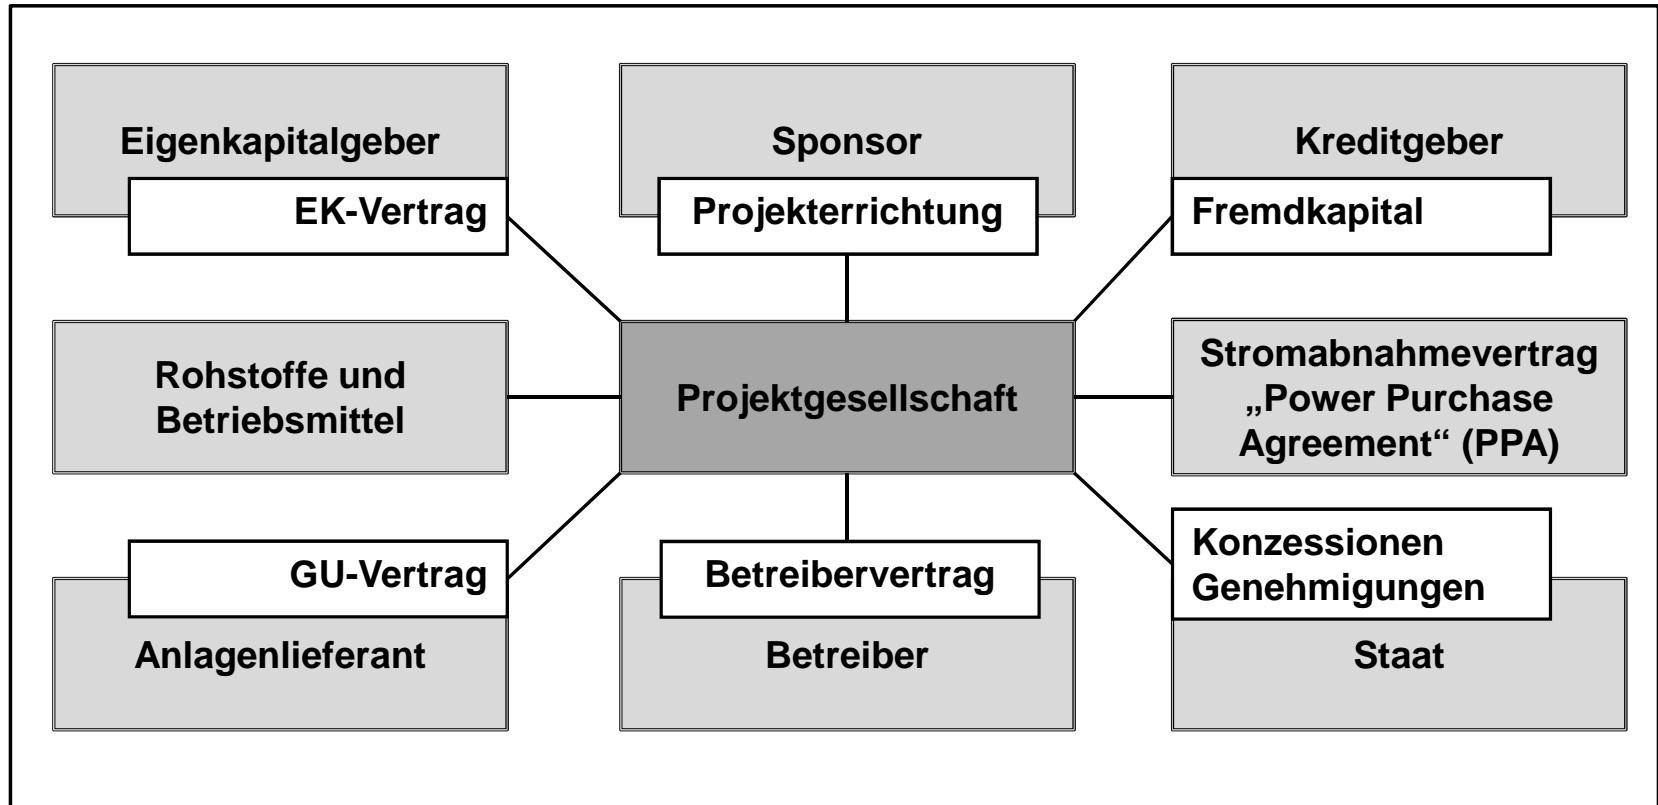 Eigenkapitalgeber
EK-Vertrag
Sponsor
Projekterrichtung
Kreditgeber
Fremdkapital
Rohstoffe und
Betriebsmittel
Projektgesellschaft
Stromabnahmevertrag
„Power Purchase
Agreement“ (PPA)
GU-Vertrag
Anlagenlieferant
Betreibervertrag
Betreiber
Konzessionen
Genehmigungen
Staat